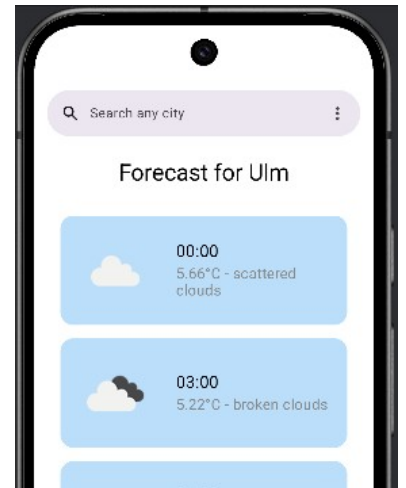 Search any city
Forecast for Ulm
00:00
5.66°C - scattered
clouds
03:00
5.22°C - broken clouds